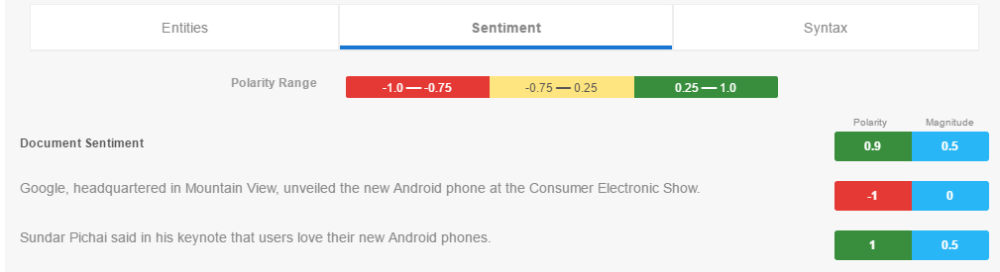 Entities Sentiment Syntax
Polarity Range -1.0 — -0.75 -0.75 — 0.25 0.25 — 1.0
Polarity Magnitude
Document Sentiment 0.9 0.5
Google, headquartered in Mountain View, unveiled the new Android phone at the Consumer Electronic Show. -1 0
Sundar Pichai said in his keynote that users love their new Android phones. 1 0.5